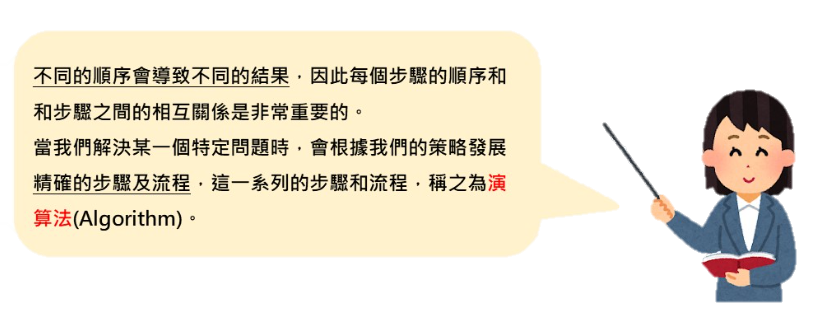 不同的順序會導致不同的結果，因此每個步驟的順序和
和步驟之間的相互關係是非常重要的。
當我們解決某一個特定問題時，會根據我們的策略發展
精確的步驟及流程，這一系列的步驟和流程，稱之為演
算法(Algorithm)。